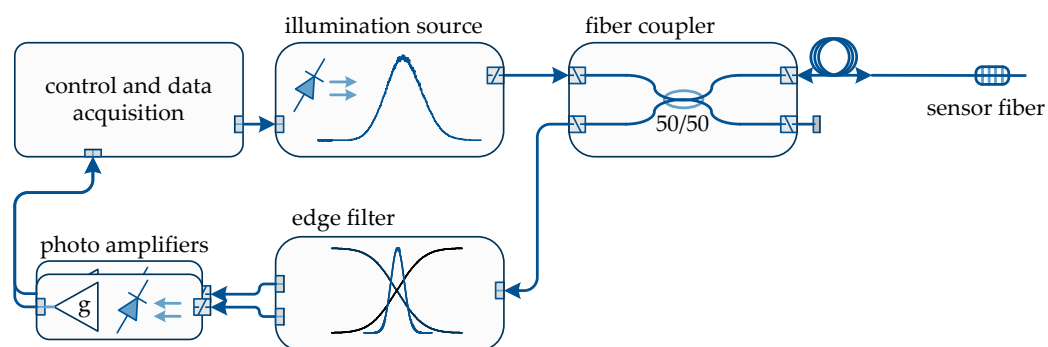 illumination source
fiber coupler
control and data
acquisition
50/50
sensor fiber
edge filter
photo amplifiers
g